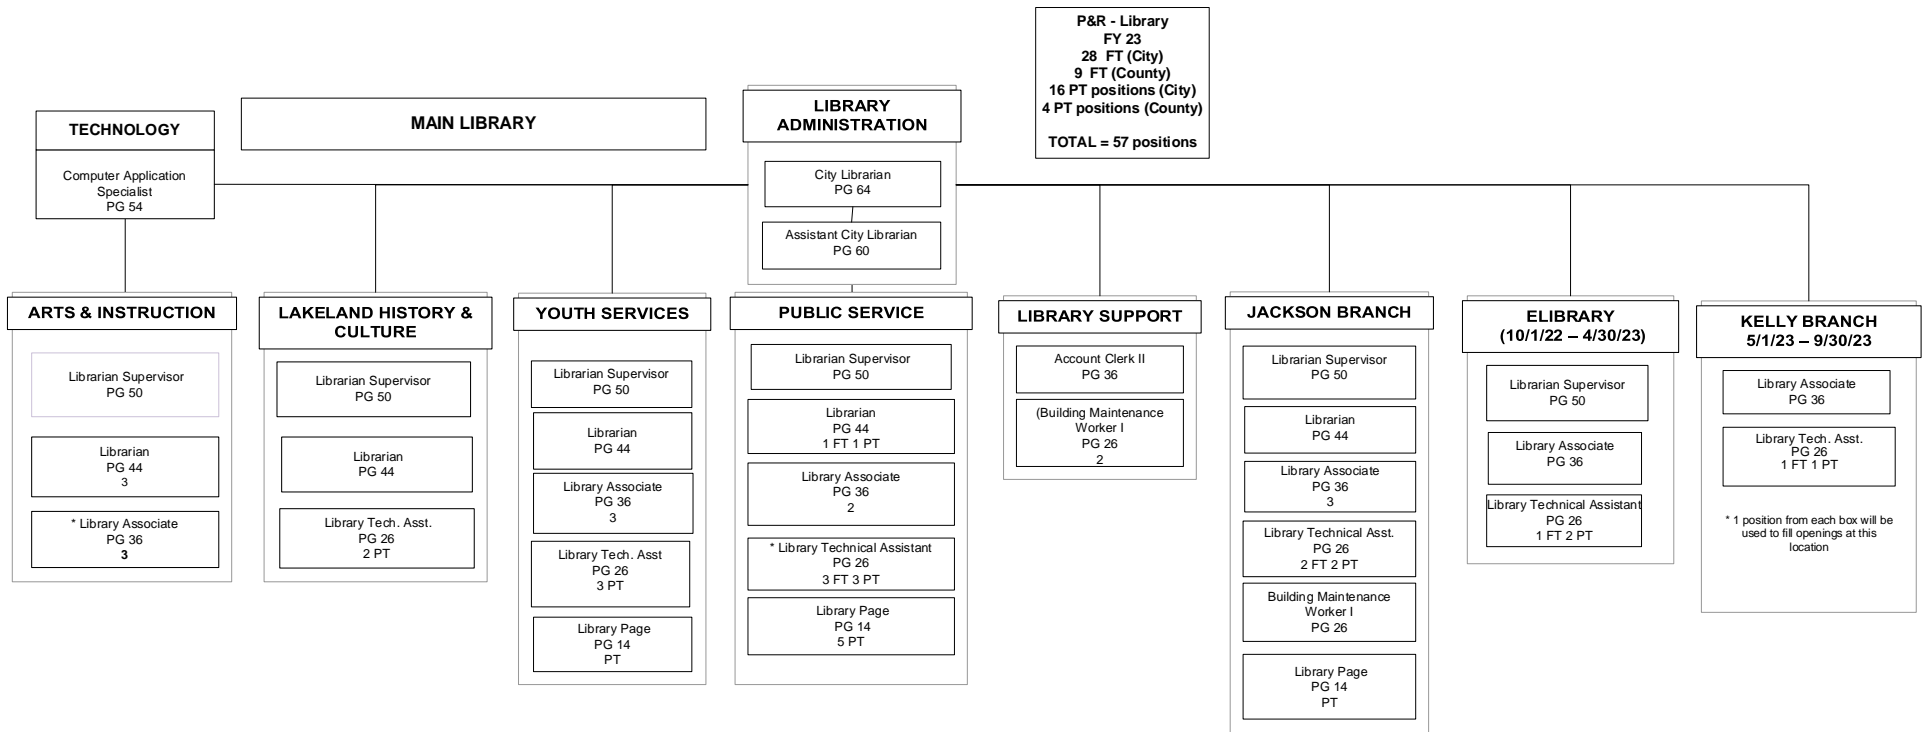 P&R - Library
FY 23
28 FT (City)
9 FT (County)
16 PT positions (City)
4 PT positions (County)
TOTAL = 57 positions
MAIN LIBRARY
LIBRARY
ADMINISTRATION
City Librarian
PG 64
Assistant City Librarian
PG 60
TECHNOLOGY
Computer Application
Specialist
PG 54
ARTS & INSTRUCTION
Librarian Supervisor
PG 50
Librarian
PG 44
3
* Library Associate
PG 36
3
LAKELAND HISTORY &
CULTURE
Librarian Supervisor
PG 50
Librarian
PG 44
Library Tech. Asst.
PG 26
2 PT
YOUTH SERVICES
Librarian Supervisor
PG 50
Librarian
PG 44
Library Associate
PG 36
3
Library Tech. Asst
PG 26
3 PT
Library Page
PG 14
PT
PUBLIC SERVICE
Librarian Supervisor
PG 50
Librarian
PG 44
1 FT 1 PT
Library Associate
PG 36
2
* Library Technical Assistant
PG 26
3 FT 3 PT
Library Page
PG 14
5 PT
LIBRARY SUPPORT
Account Clerk II
PG 36
(Building Maintenance
Worker I
PG 26
2
JACKSON BRANCH
Librarian Supervisor
PG 50
Librarian
PG 44
Library Associate
PG 36
3
Library Technical Asst.
PG 26
2 FT 2 PT
Building Maintenance
Worker I
PG 26
Library Page
PG 14
PT
ELIBRARY
(10/1/22 – 4/30/23)
Librarian Supervisor
PG 50
Library Associate
PG 36
Library Technical Assistant
PG 26
1 FT 2 PT
KELLY BRANCH
5/1/23 – 9/30/23
Library Associate
PG 36
Library Tech. Asst.
PG 26
1 FT 1 PT
* 1 position from each box will be
used to fill openings at this
location